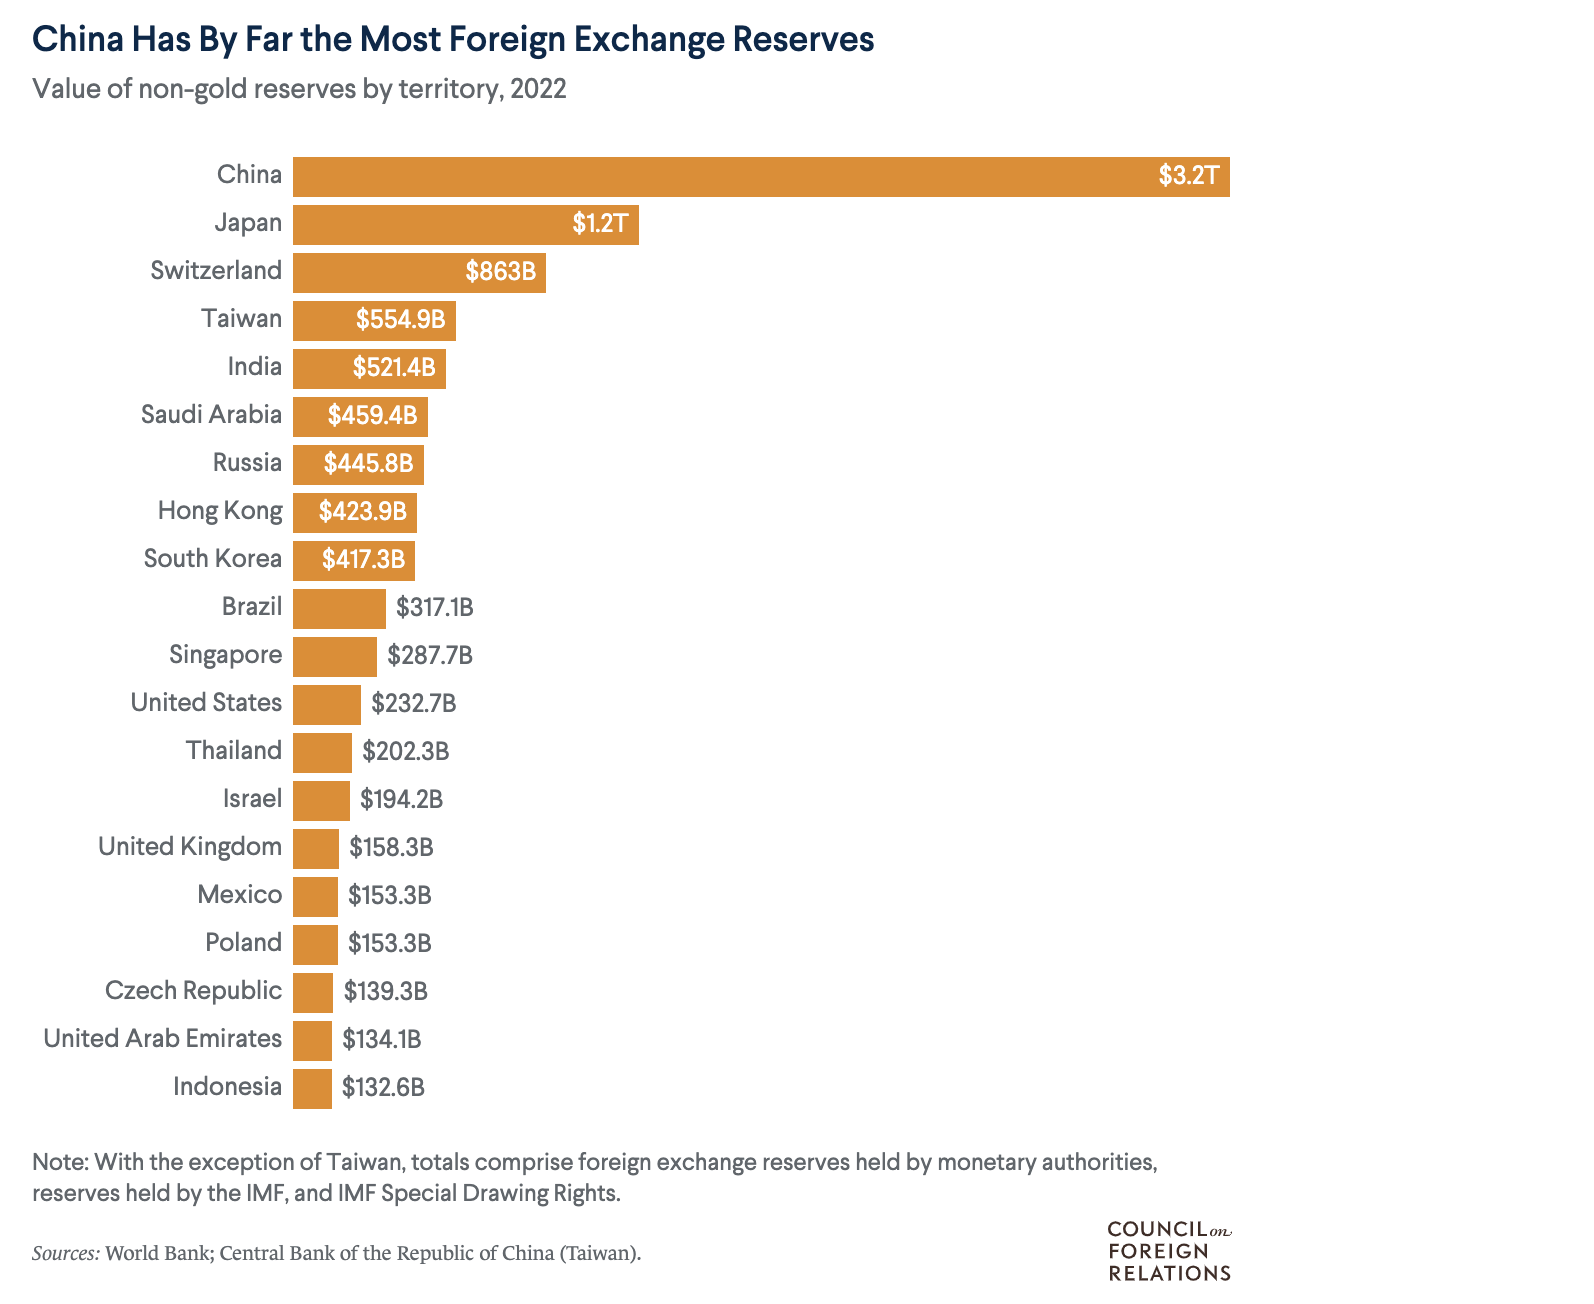 China Has By Far the Most Foreign Exchange Reserves
Value of non-gold reserves by territory, 2022
China $3.2T
Japan $1.2T
Switzerland $863B
Taiwan $554.9B
India $521.4B
Saudi Arabia $459.4B
Russia $445.8B
Hong Kong $423.9B
South Korea $417.3B
Brazil $317.1B
Singapore $287.7B
United States $232.7B
Thailand $202.3B
Israel $194.2B
United Kingdom $158.3B
Mexico $153.3B
Poland $153.3B
Czech Republic $139.3B
United Arab Emirates $134.1B
Indonesia $132.6B
Note: With the exception of Taiwan, totals comprise foreign exchange reserves held by monetary authorities,
reserves held by the IMF, and IMF Special Drawing Rights.
Sources: World Bank; Central Bank of the Republic of China (Taiwan).
COUNCIL on
FOREIGN
RELATIONS